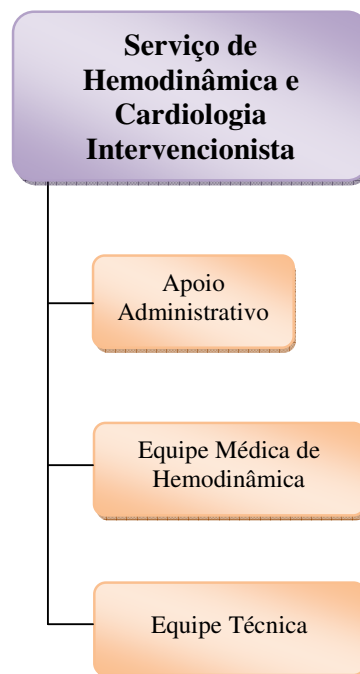 Serviço de
Hemodinâmica e
Cardiologia
Intervencionista
Apoio
Administrativo
Equipe Médica de
Hemodinâmica
Equipe Técnica